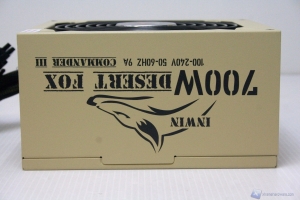 INWIN
700W DESERT FOX
100-240V 50-60HZ 9A COMMANDER III